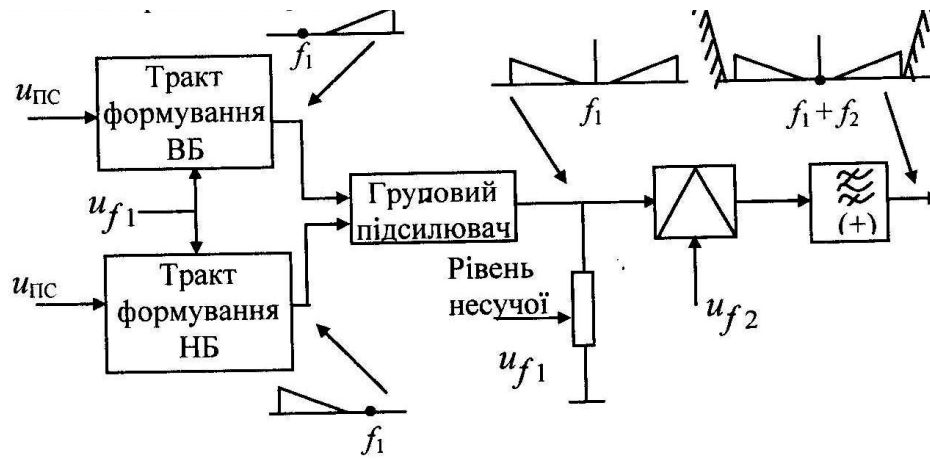 f1
f1
f1 + f2
uПС
Тракт
формування
ВБ
uf1
Груповий
підсилювач
(+)
uПС
Тракт
формування
НБ
Рівень
несучої
uf1
uf2
f1